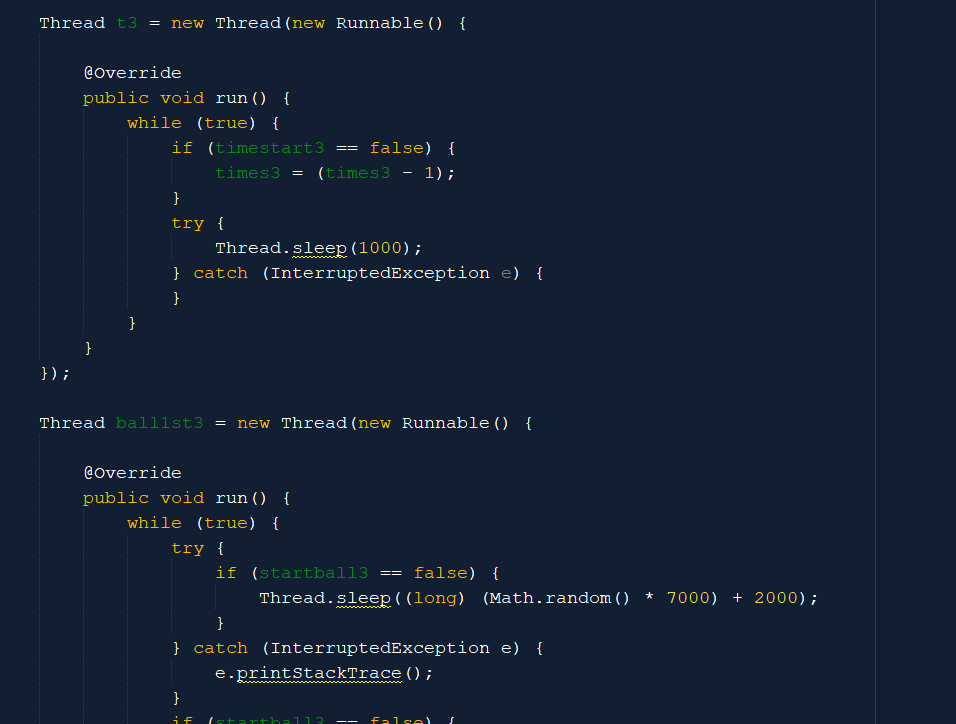 Thread t3 = new Thread(new Runnable() {
@Override
public void run() {
while (true) {
if (timestart3 == false) {
times3 = (times3 - 1);
}
try {
Thread.sleep(1000);
} catch (InterruptedException e) {
}
}
}
});
Thread ball1st3 = new Thread(new Runnable() {
@Override
public void run() {
while (true) {
try {
if (startball3 == false) {
Thread.sleep((long) (Math.random() * 7000) + 2000);
}
} catch (InterruptedException e) {
e.printStackTrace();
}
if (startball3 == false) {